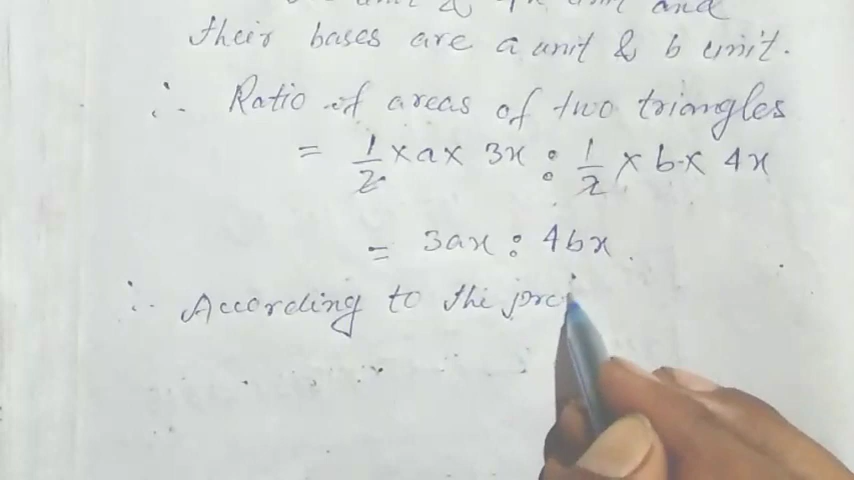 and
their bases are a unit & b unit.
∴ Ratio of areas of two triangles
= 1/2 × a × 3x : 1/2 × b × 4x
= 3ax : 4bx.
∴ According to the